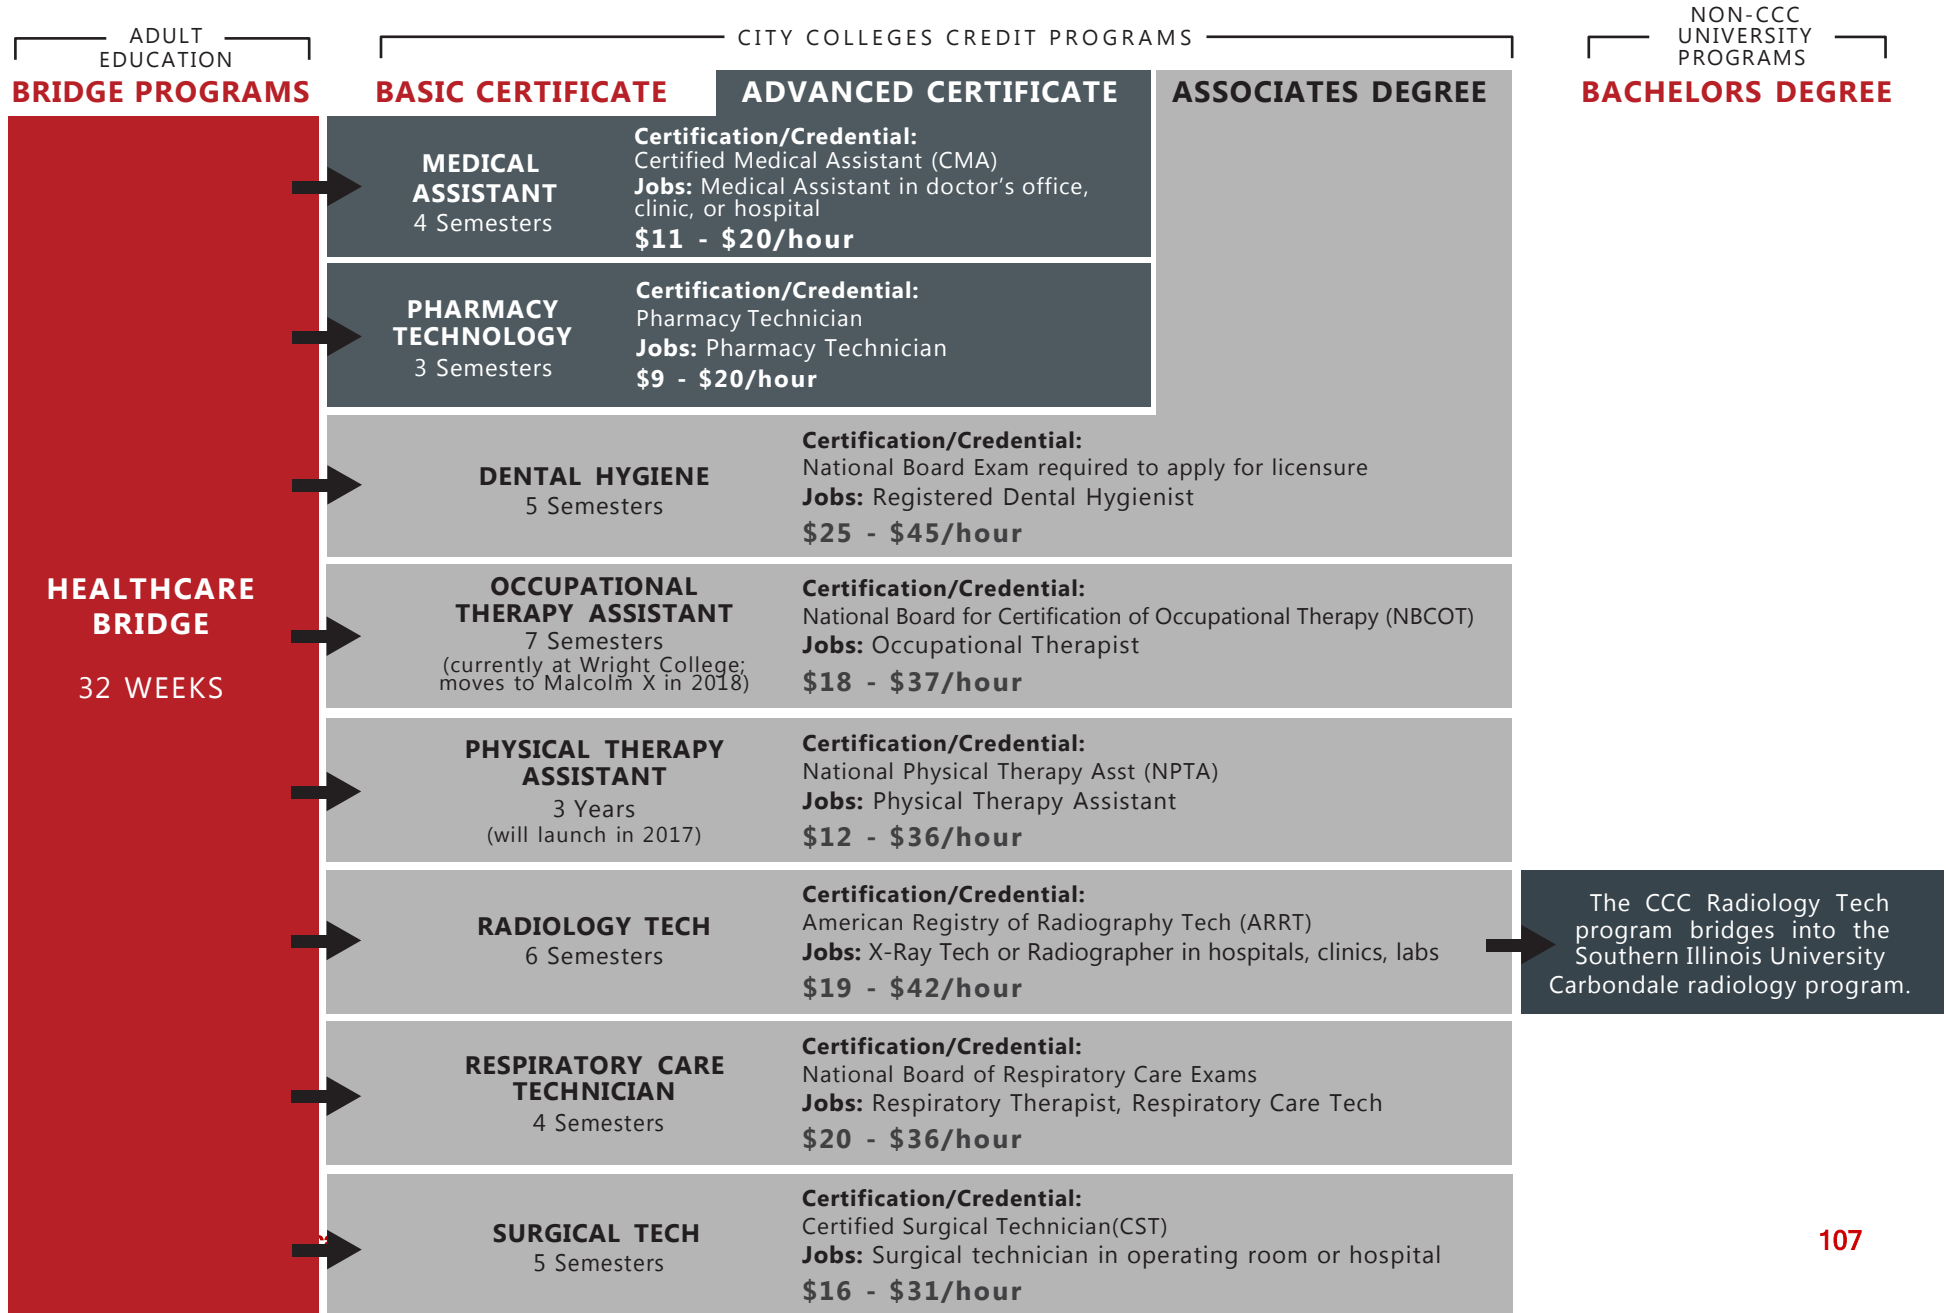 ADULT
EDUCATION
BRIDGE PROGRAMS
CITY COLLEGES CREDIT PROGRAMS
BASIC CERTIFICATE
ADVANCED CERTIFICATE
ASSOCIATES DEGREE
NON-CCC
UNIVERSITY
PROGRAMS
BACHELORS DEGREE
HEALTHCARE
BRIDGE
32 WEEKS
MEDICAL
ASSISTANT
4 Semesters
Certification/Credential:
Certified Medical Assistant (CMA)
Jobs: Medical Assistant in doctor’s office,
clinic, or hospital
$11 - $20/hour
PHARMACY
TECHNOLOGY
3 Semesters
Certification/Credential:
Pharmacy Technician
Jobs: Pharmacy Technician
$9 - $20/hour
DENTAL HYGIENE
5 Semesters
Certification/Credential:
National Board Exam required to apply for licensure
Jobs: Registered Dental Hygienist
$25 - $45/hour
OCCUPATIONAL
THERAPY ASSISTANT
7 Semesters
(currently at Wright College;
moves to Malcolm X in 2018)
Certification/Credential:
National Board for Certification of Occupational Therapy (NBCOT)
Jobs: Occupational Therapist
$18 - $37/hour
PHYSICAL THERAPY
ASSISTANT
3 Years
(will launch in 2017)
Certification/Credential:
National Physical Therapy Asst (NPTA)
Jobs: Physical Therapy Assistant
$12 - $36/hour
RADIOLOGY TECH
6 Semesters
Certification/Credential:
American Registry of Radiography Tech (ARRT)
Jobs: X-Ray Tech or Radiographer in hospitals, clinics, labs
$19 - $42/hour
The CCC Radiology Tech
program bridges into the
Southern Illinois University
Carbondale radiology program.
RESPIRATORY CARE
TECHNICIAN
4 Semesters
Certification/Credential:
National Board of Respiratory Care Exams
Jobs: Respiratory Therapist, Respiratory Care Tech
$20 - $36/hour
SURGICAL TECH
5 Semesters
Certification/Credential:
Certified Surgical Technician(CST)
Jobs: Surgical technician in operating room or hospital
$16 - $31/hour
107